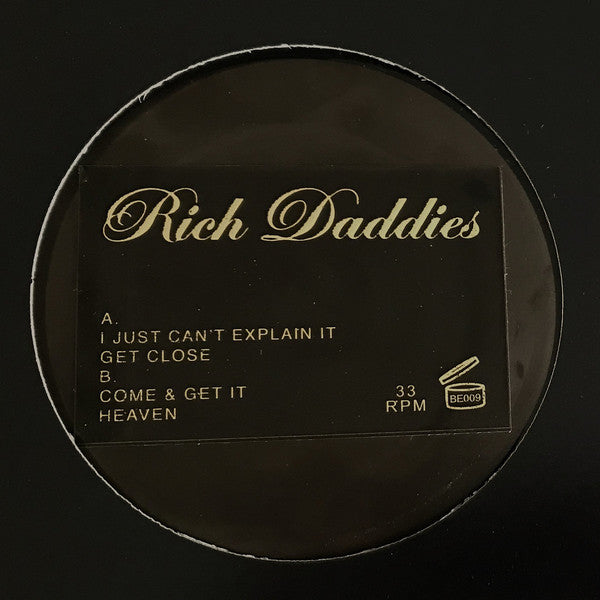 Rich Daddies
A.
I JUST CAN'T EXPLAIN IT
GET CLOSE
B.
COME & GET IT
HEAVEN
33
RPM
BE009